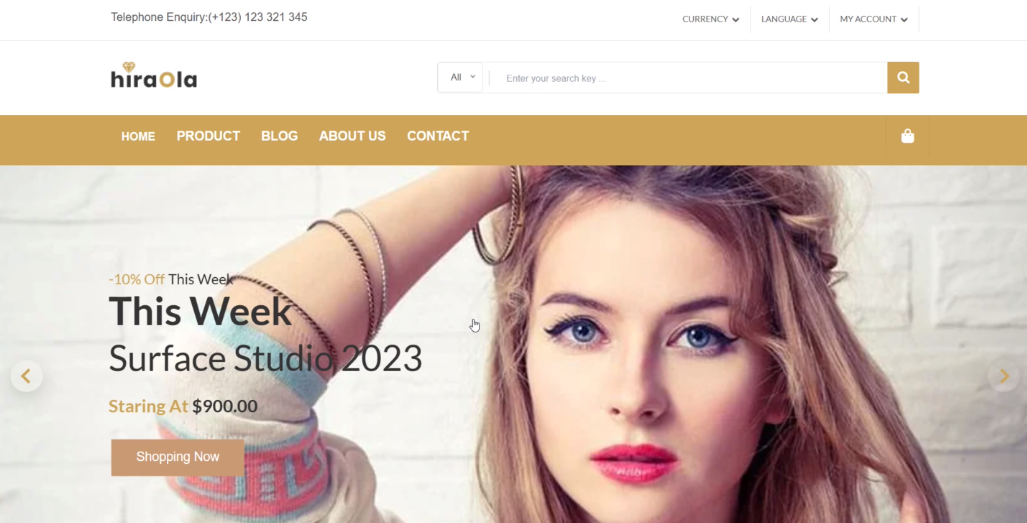 Telephone Enquiry:(+123) 123 321 345
CURRENCY
LANGUAGE
MY ACCOUNT
hiraOla
All
Enter your search key ...
HOME
PRODUCT
BLOG
ABOUT US
CONTACT
-10% Off This Week
This Week
Surface Studio 2023
Staring At $900.00
Shopping Now